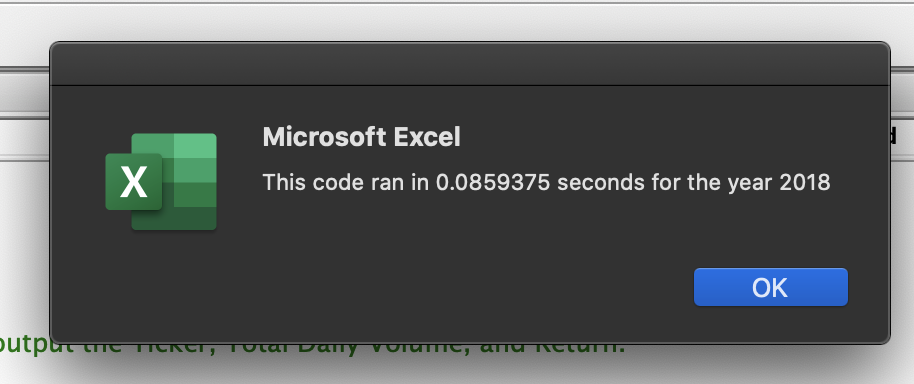 Microsoft Excel
X
This code ran in 0.0859375 seconds for the year 2018
OK
output the Ticker, Total Daily Volume, and Return.